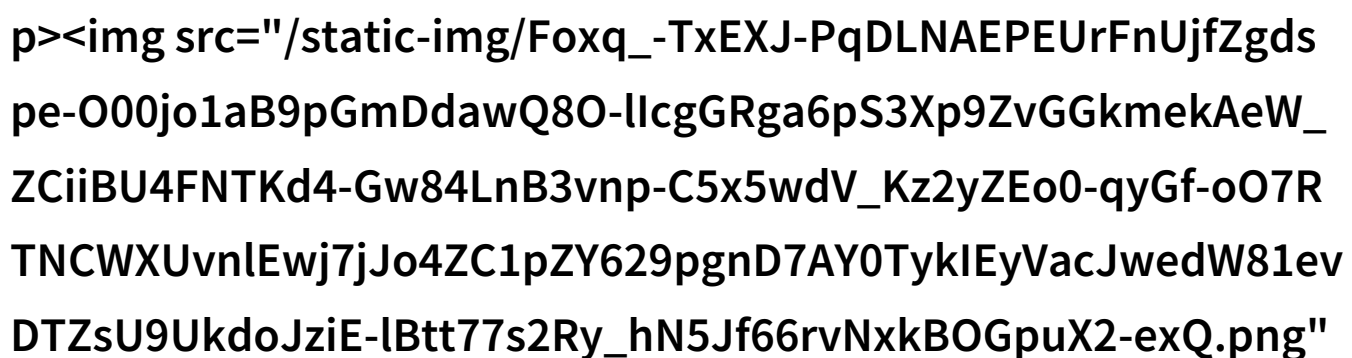 p><img src="/static-img/Foxq_-TxEXJ-PqDLNAEPEUrFnUjfZgds
pe-O00jo1aB9pGmDdawQ8O-lIcgGRga6pS3Xp9ZvGGkmekAeW_
ZCiiBU4FNTKd4-Gw84LnB3vnp-C5x5wdV_Kz2yZEo0-qyGf-oO7R
TNCWXUvnlEwj7jJo4ZC1pZY629pgnD7AY0TykIEyVacJwedW81ev
DTZsU9UkdoJziE-lBtt77s2Ry_hN5Jf66rvNxkBOGpuX2-exQ.png"